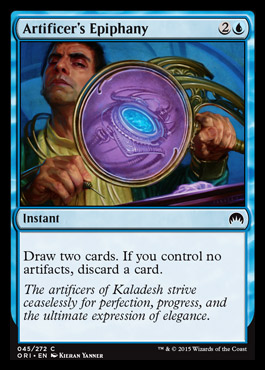 Artificer's Epiphany 2
Instant
Draw two cards. If you control no
artifacts, discard a card.
The artificers of Kaladesh strive
ceaselessly for perfection, progress, and
the ultimate expression of elegance.
045/272 C
ORI • EN KIERAN YANNER
™ & © 2015 Wizards of the Coast